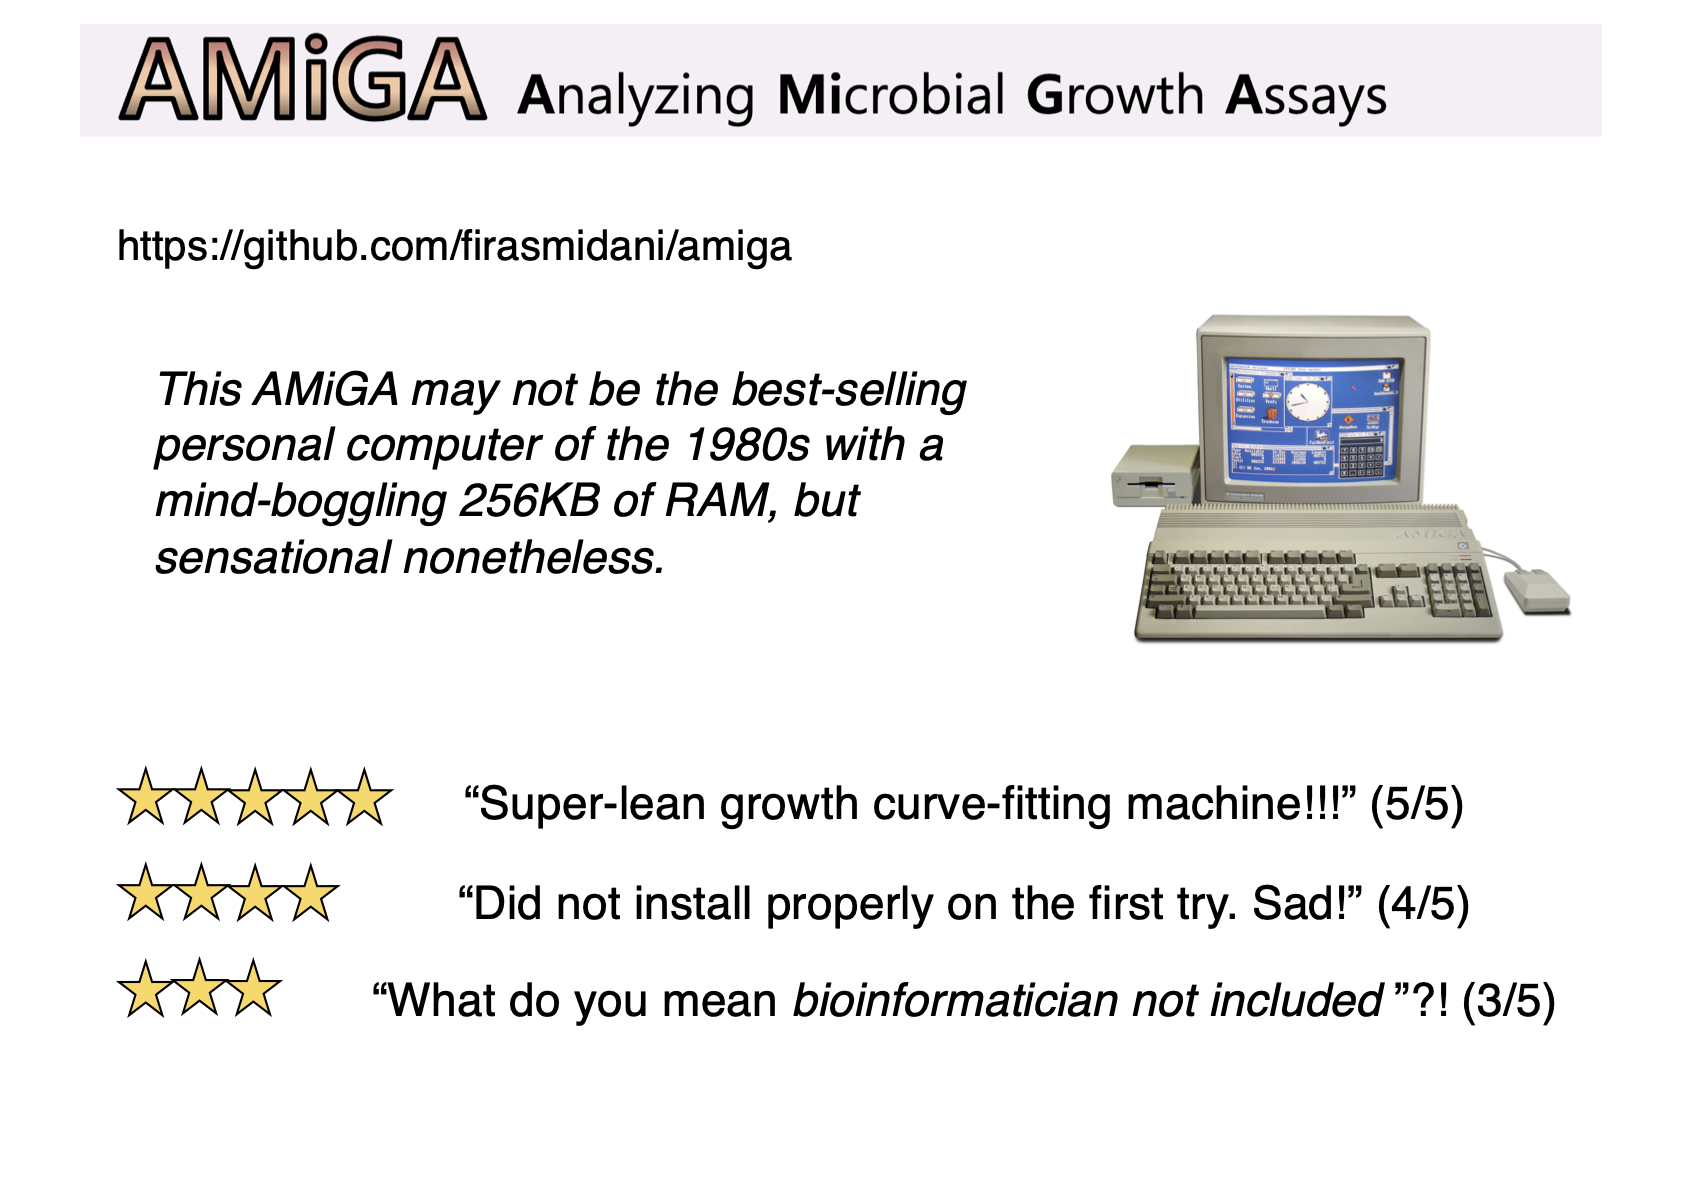 AMiGA Analyzing Microbial Growth Assays
https://github.com/firasmidani/amiga
This AMiGA may not be the best-selling
personal computer of the 1980s with a
mind-boggling 256KB of RAM, but
sensational nonetheless.
AMIGA
“Super-lean growth curve-fitting machine!!!” (5/5)
“Did not install properly on the first try. Sad!” (4/5)
“What do you mean bioinformatician not included ”?! (3/5)